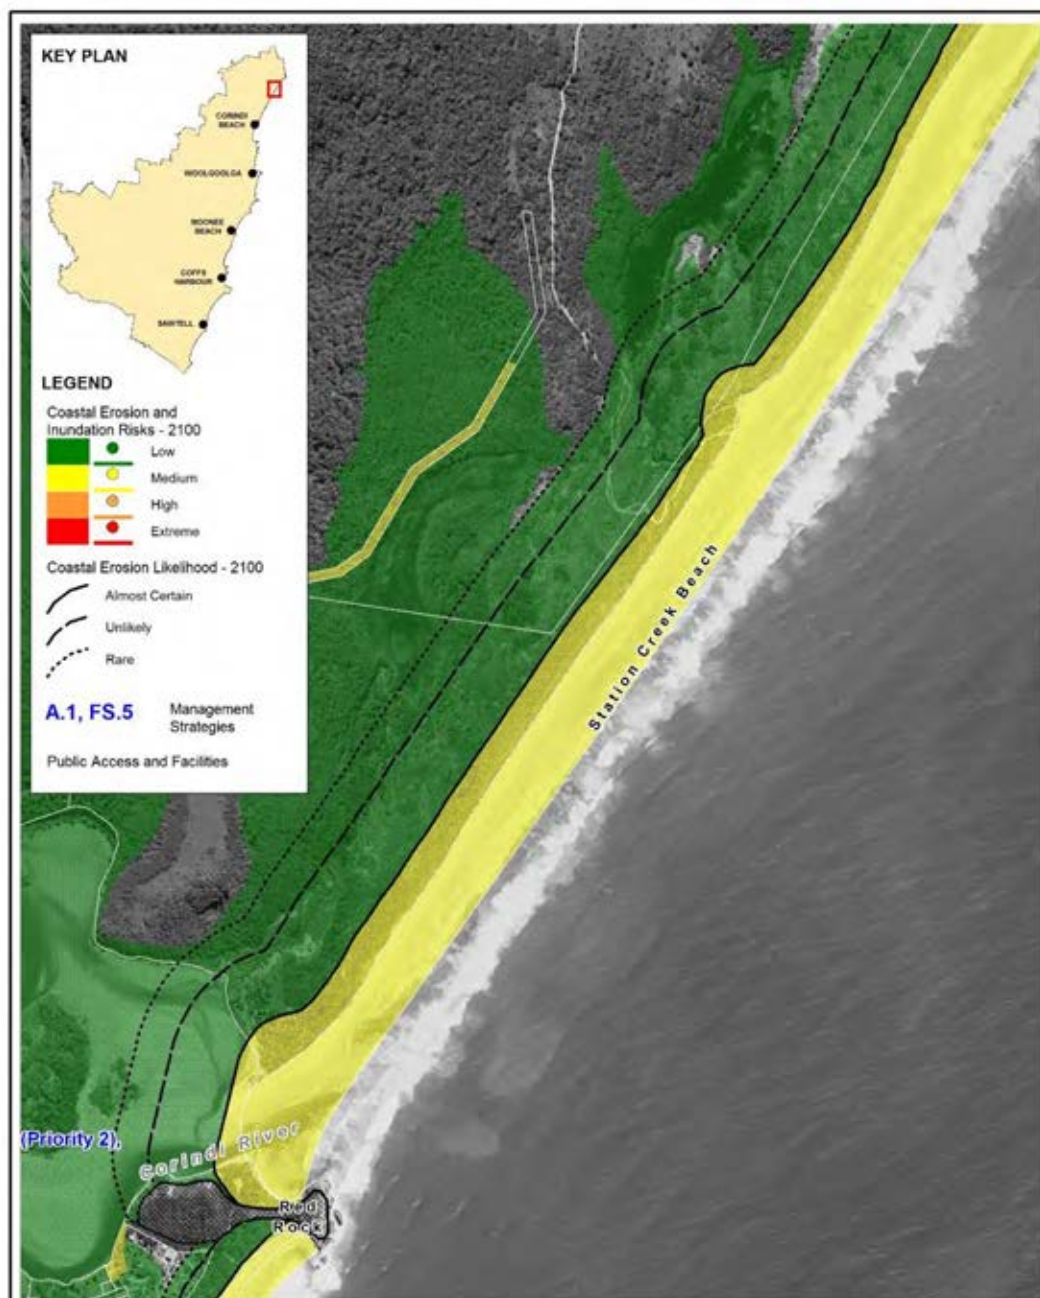 KEY PLAN
CORINDI
BEACH
WOOLGOOLGA
MOONEE
BEACH
COFFS
HARBOUR
SAWTELL
LEGEND
Coastal Erosion and
Inundation Risks - 2100
Low
Medium
High
Extreme
Coastal Erosion Likelihood - 2100
Almost Certain
Unlikely
Rare
A.1, FS.5 Management
Strategies
Public Access and Facilities
Station Creek Beach
(Priority 2),
Corindi River
Red
Rock